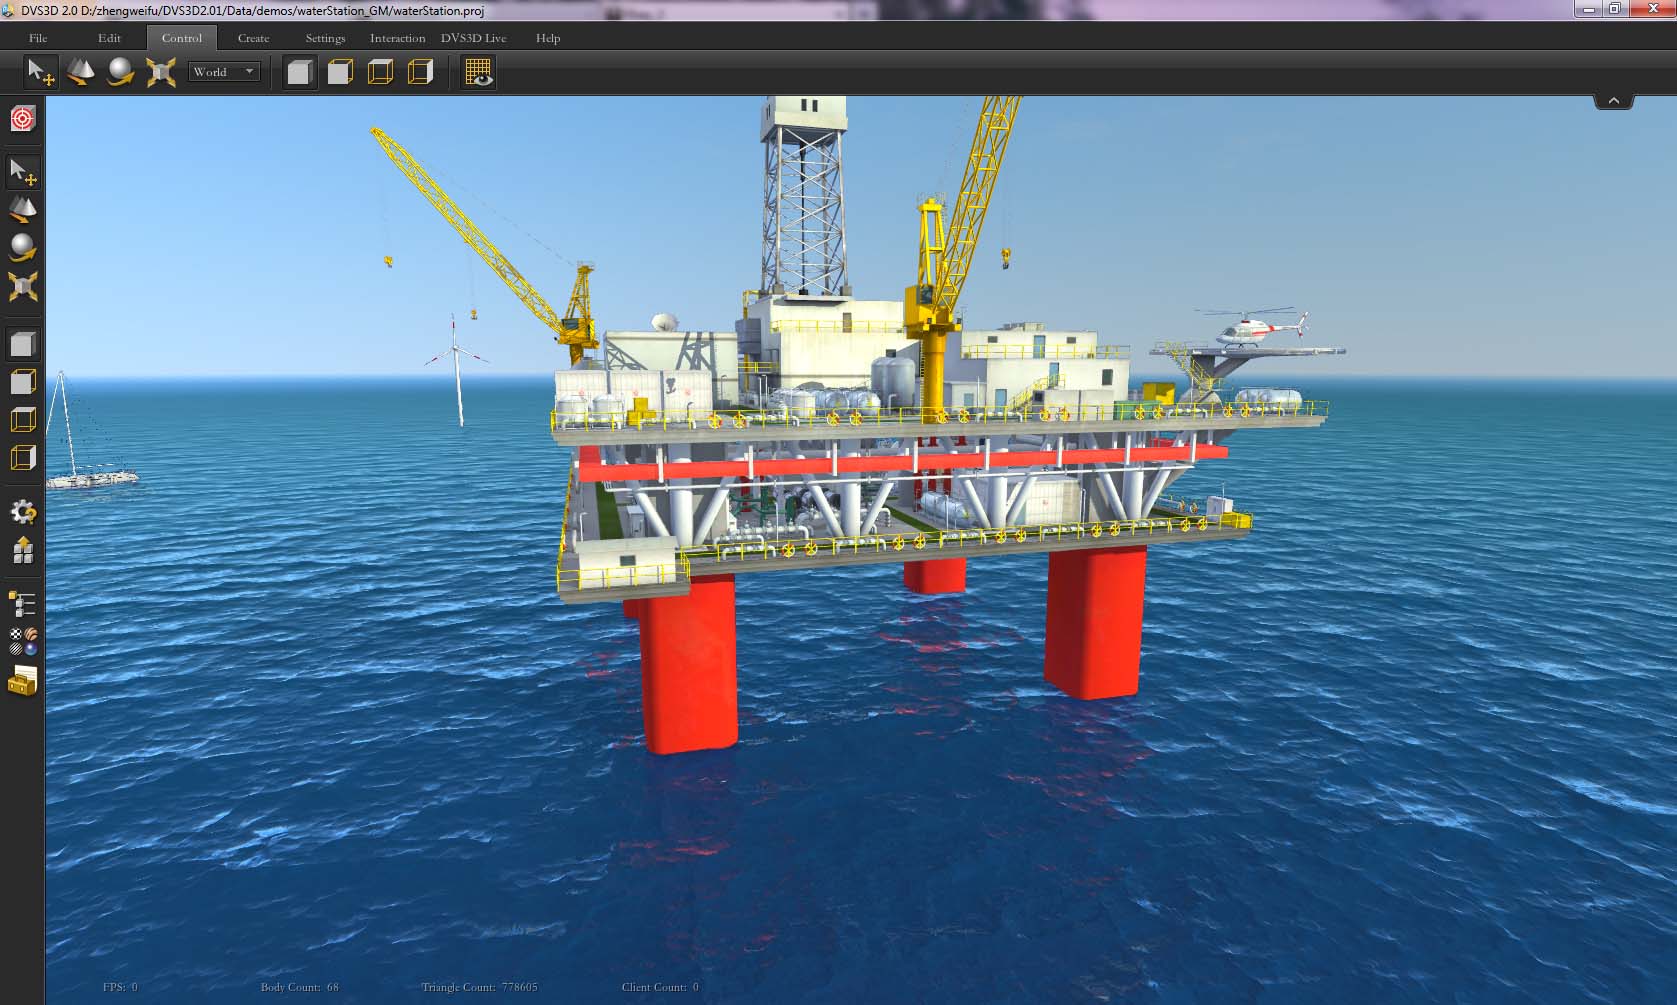 DVS3D 2.0 D:/zhengweifu/DVS3D2.01/Data/demos/waterStation_GM/waterStation.proj
File Edit Control Create Settings Interaction DVS3D Live Help
World
FPS: 0 Body Count: 68 Triangle Count: 778605 Client Count: 0